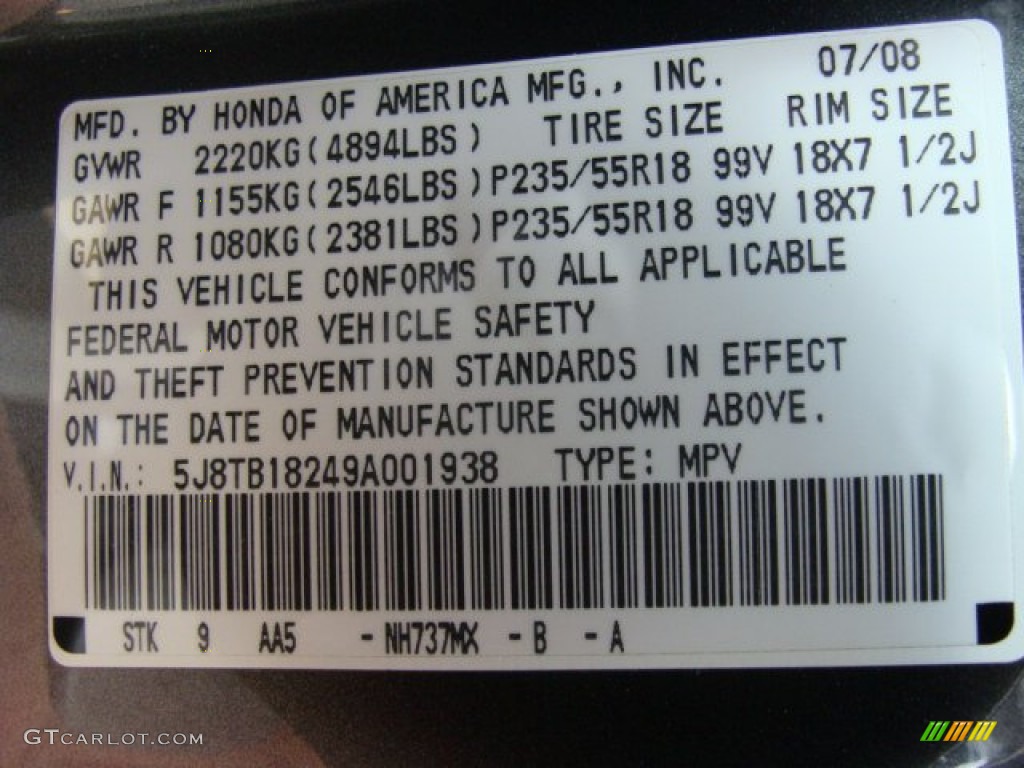 07/08
MFD. BY HONDA OF AMERICA MFG., INC.
GVWR 2220KG(4894LBS) TIRE SIZE RIM SIZE
GAWR F 1155KG(2546LBS)P235/55R18 99V 18X7 1/2J
GAWR R 1080KG(2381LBS)P235/55R18 99V 18X7 1/2J
THIS VEHICLE CONFORMS TO ALL APPLICABLE
FEDERAL MOTOR VEHICLE SAFETY
AND THEFT PREVENTION STANDARDS IN EFFECT
ON THE DATE OF MANUFACTURE SHOWN ABOVE.
V.I.N.: 5J8TB18249A001938 TYPE: MPV
STK 9 AA5 -NH737MX -B -A
GTCARLOT.COM